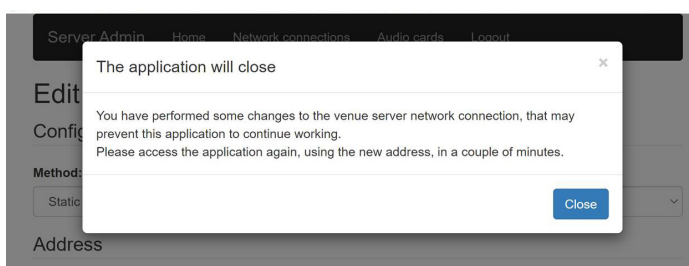 Server Admin Home Network connections Audio cards Logout
The application will close ×
Edit
You have performed some changes to the venue server network connection, that may
Config
prevent this application to continue working.
Please access the application again, using the new address, in a couple of minutes.
Method:
Static
Close
Address